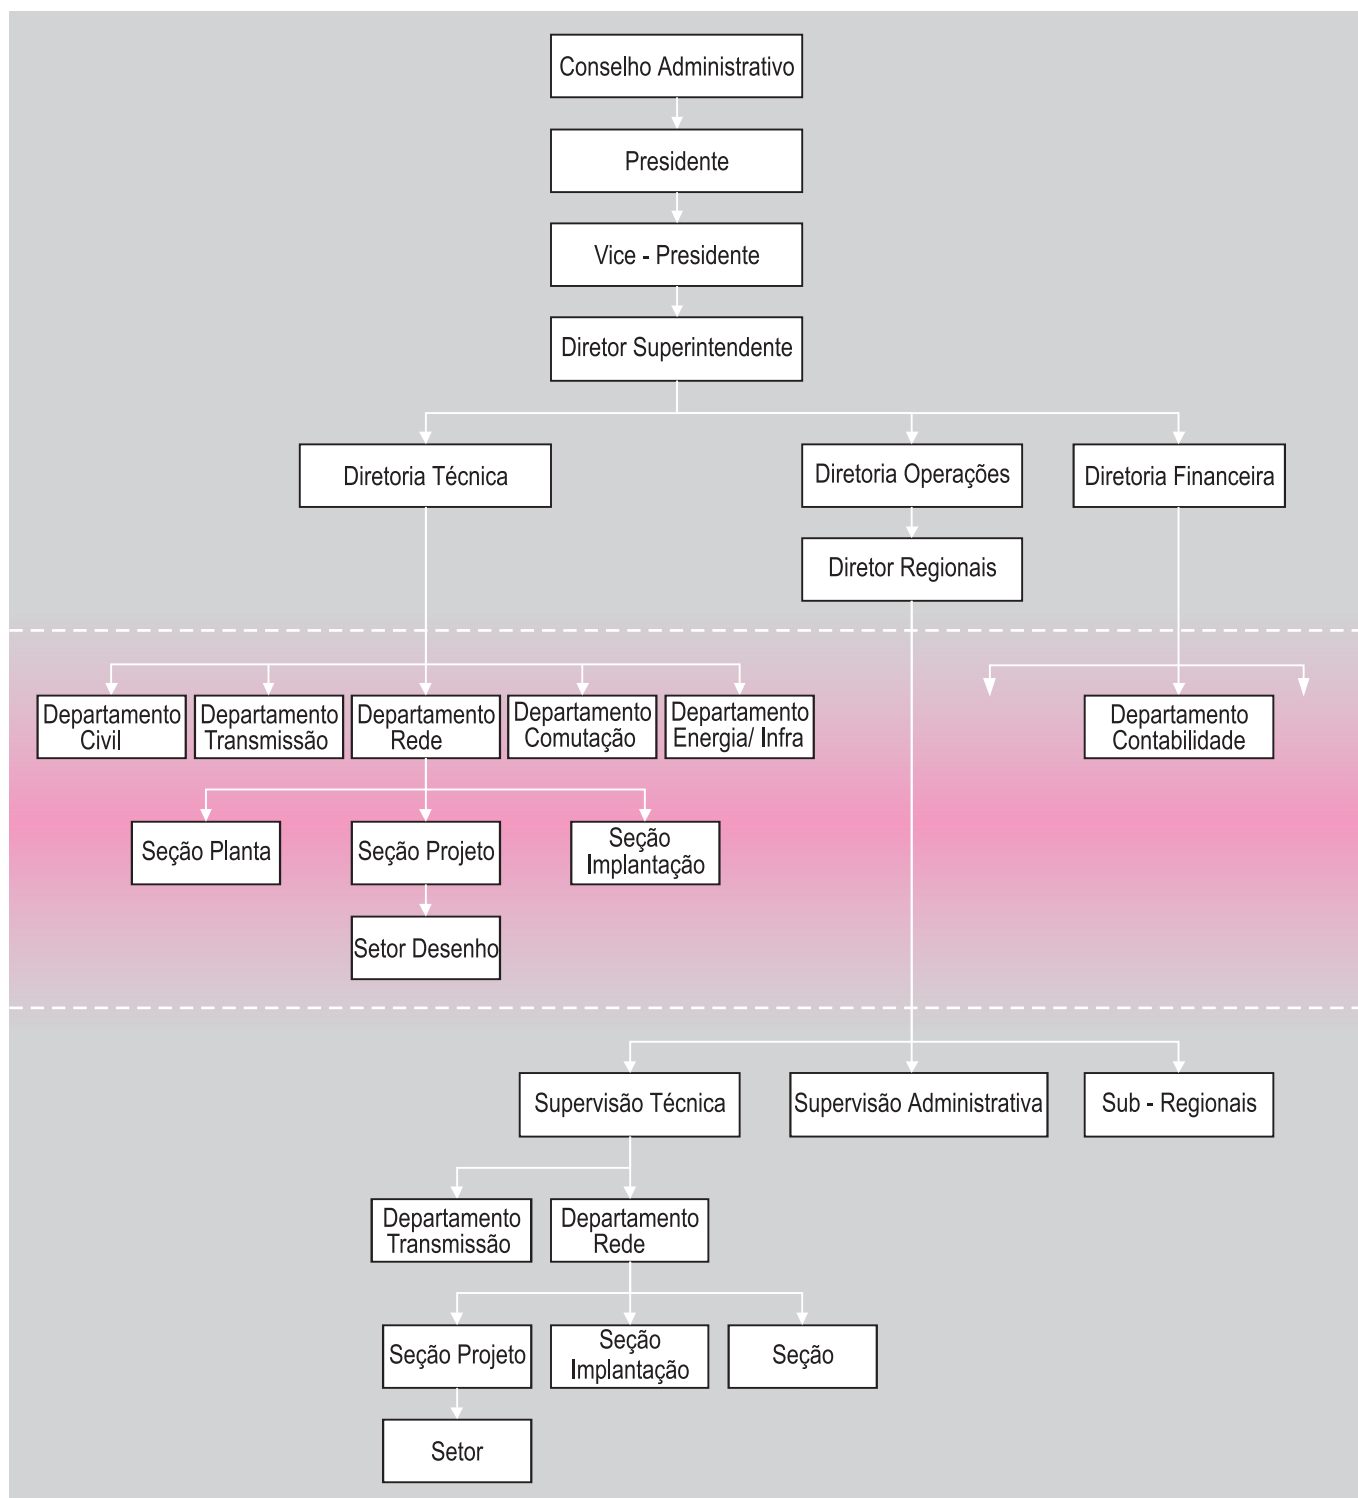 Conselho Administrativo
Presidente
Vice - Presidente
Diretor Superintendente
Diretoria Técnica
Diretoria Operações
Diretoria Financeira
Diretor Regionais
Departamento
Civil
Departamento
Transmissão
Departamento
Rede
Departamento
Comutação
Departamento
Energia/ Infra
Departamento
Contabilidade
Seção Planta
Seção Projeto
Seção
Implantação
Setor Desenho
Supervisão Técnica
Supervisão Administrativa
Sub - Regionais
Departamento
Transmissão
Departamento
Rede
Seção Projeto
Seção
Implantação
Seção
Setor